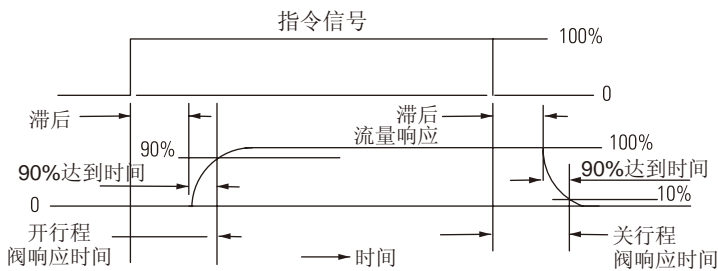 指令信号
100%
0
滞后
滞后
流量响应
90%
100%
90%达到时间
90%达到时间
10%
0
开行程
阀响应时间
时间
关行程
阀响应时间